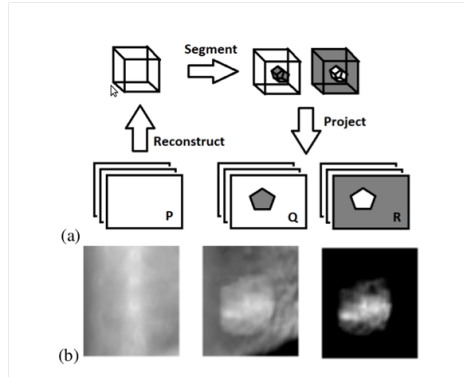 Segment
Project
Reconstruct
P
Q
R
(a)
(b)